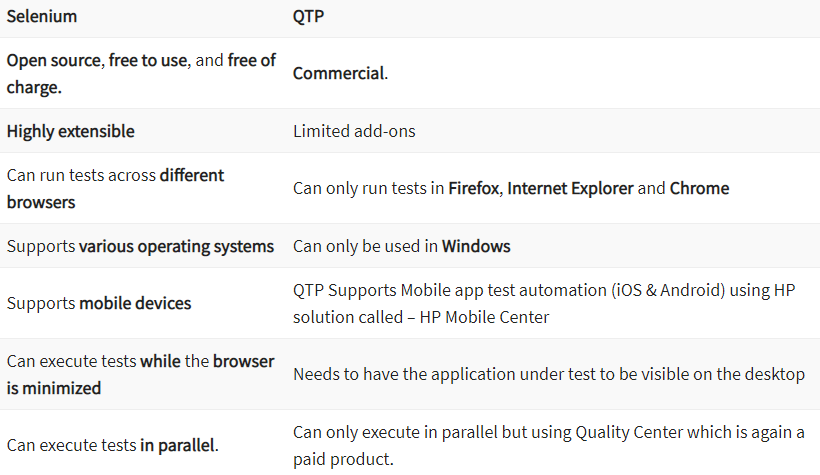 Selenium QTP
Open source, free to use, and free of
charge.
Commercial.
Highly extensible Limited add-ons
Can run tests across different
browsers
Can only run tests in Firefox, Internet Explorer and Chrome
Supports various operating systems Can only be used in Windows
Supports mobile devices
QTP Supports Mobile app test automation (iOS & Android) using HP
solution called – HP Mobile Center
Can execute tests while the browser
is minimized
Needs to have the application under test to be visible on the desktop
Can execute tests in parallel.
Can only execute in parallel but using Quality Center which is again a
paid product.